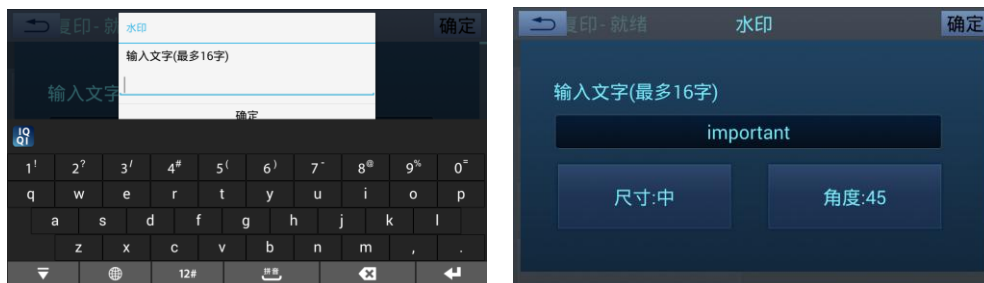 复印-就
确定
水印
输入文字(最多16字)
输入文字
确定
IQQI
1! 2? 3/ 4# 5( 6) 7- 8@ 9% 0=
q w e r t y u i o p
a s d f g h j k l
z x c v b n m , .
12# 拼音
复印-就绪
水印
确定
输入文字(最多16字)
important
尺寸:中
角度:45